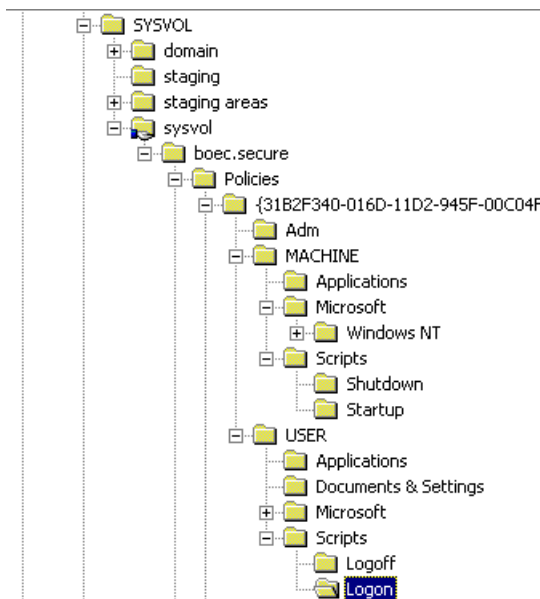 SYSVOL
domain
staging
staging areas
sysvol
boec.secure
Policies
{31B2F340-016D-11D2-945F-00C04F
Adm
MACHINE
Applications
Microsoft
Windows NT
Scripts
Shutdown
Startup
USER
Applications
Documents & Settings
Microsoft
Scripts
Logoff
Logon